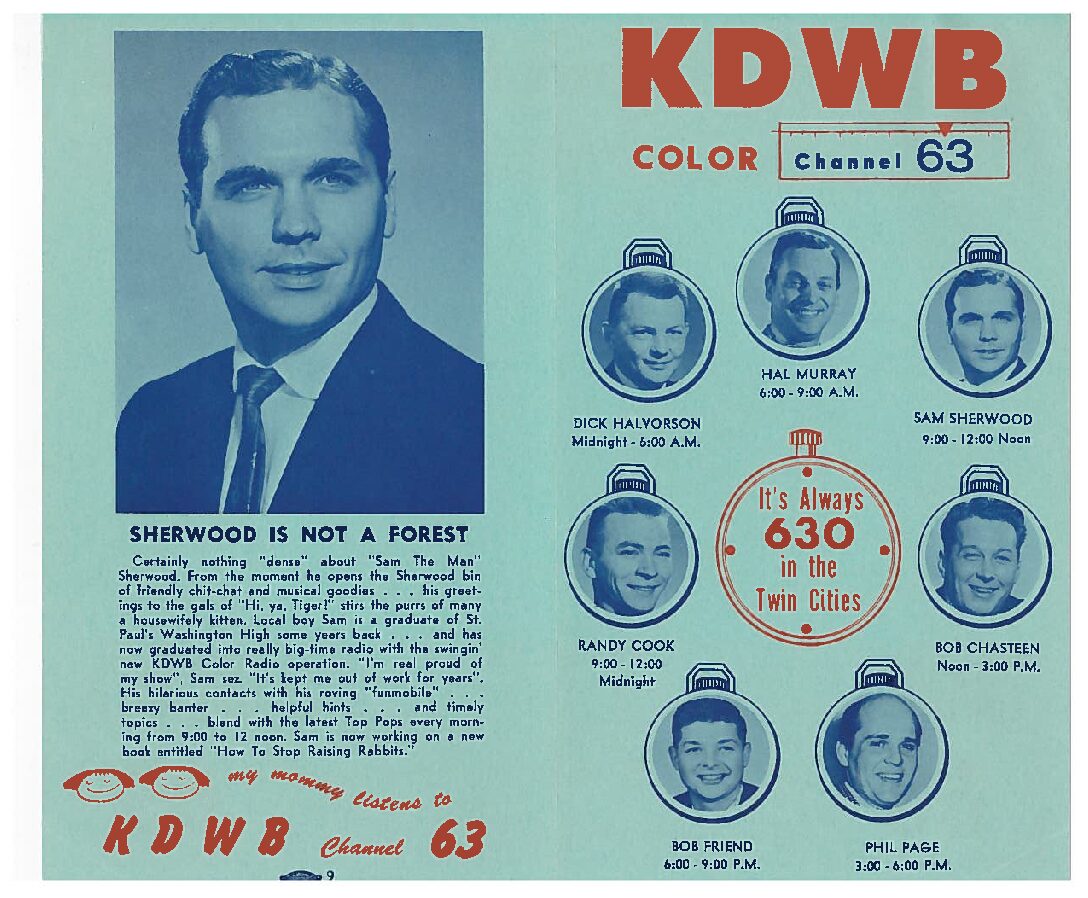 SHERWOOD IS NOT A FOREST
Certainly nothing "dense" about "Sam The Man"
Sherwood. From the moment he opens the Sherwood bin
of friendly chit-chat and musical goodies . . . his greet-
ings to the gals of "Hi, ya, Tiger!" stirs the purrs of many
a housewifely kitten. Local boy Sam is a graduate of St.
Paul's Washington High some years back . . . and has
now graduated into really big-time radio with the swingin'
new KDWB Color Radio operation. "I'm real proud of
my show", Sam sez. "It's kept me out of work for years".
His hilarious contacts with his roving "funmobile" . . .
breezy banter . . . helpful hints . . . and timely
topics . . . blend with the latest Top Pops every morn-
ing from 9:00 to 12 noon. Sam is now working on a new
book entitled "How To Stop Raising Rabbits."
my mommy listens to
KDWB Channel 63
9
KDWB
COLOR Channel 63
HAL MURRAY
6:00 - 9:00 A.M.
DICK HALVORSON
Midnight - 6:00 A.M.
SAM SHERWOOD
9:00 - 12:00 Noon
It's Always
630
in the
Twin Cities
RANDY COOK
9:00 - 12:00
Midnight
BOB CHASTEEN
Noon - 3:00 P.M.
BOB FRIEND
6:00 - 9:00 P.M.
PHIL PAGE
3:00 - 6:00 P.M.